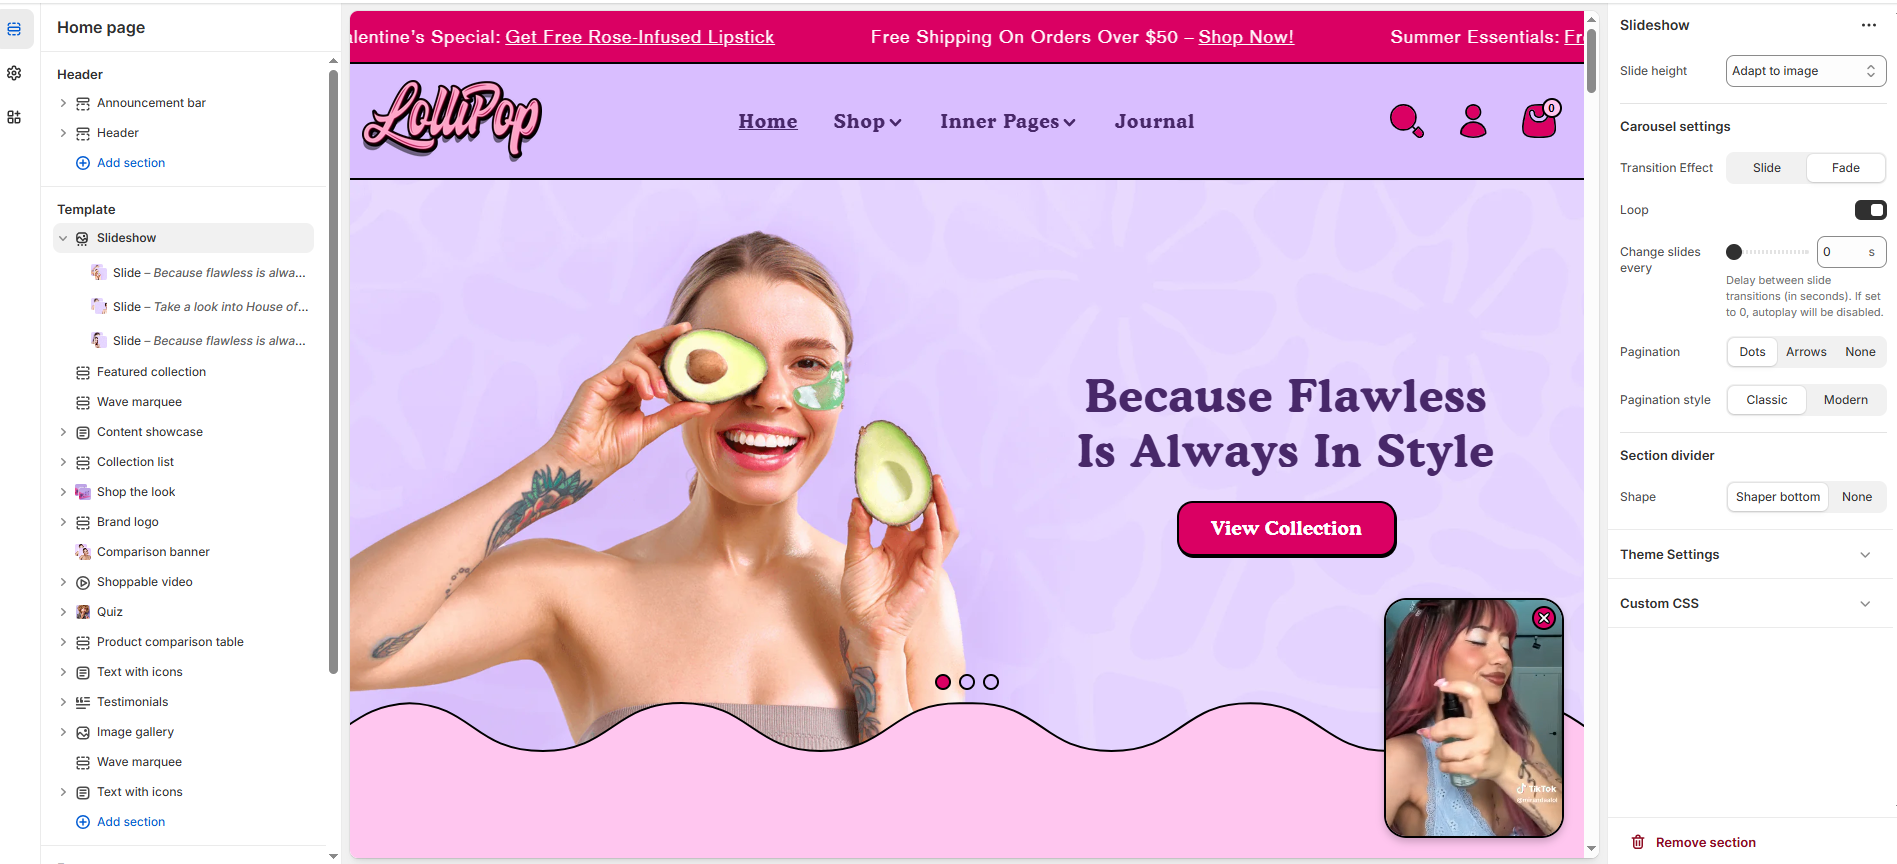 Home page
Header
Announcement bar
Header
Add section
Template
Slideshow
Slide – Because flawless is alwa...
Slide – Take a look into House of...
Slide – Because flawless is alwa...
Featured collection
Wave marquee
Content showcase
Collection list
Shop the look
Brand logo
Comparison banner
Shoppable video
Quiz
Product comparison table
Text with icons
Testimonials
Image gallery
Wave marquee
Text with icons
Add section
alentine's Special: Get Free Rose-Infused Lipstick
Free Shipping On Orders Over $50 – Shop Now!
Summer Essentials: Fr
LolliPop
Home
Shop
Inner Pages
Journal
0
Because Flawless
Is Always In Style
View Collection
TikTok
Slideshow
Slide height
Adapt to image
Carousel settings
Transition Effect
Slide
Fade
Loop
Change slides
every
0
s
Delay between slide
transitions (in seconds). If set
to 0, autoplay will be disabled.
Pagination
Dots
Arrows
None
Pagination style
Classic
Modern
Section divider
Shape
Shaper bottom
None
Theme Settings
Custom CSS
Remove section